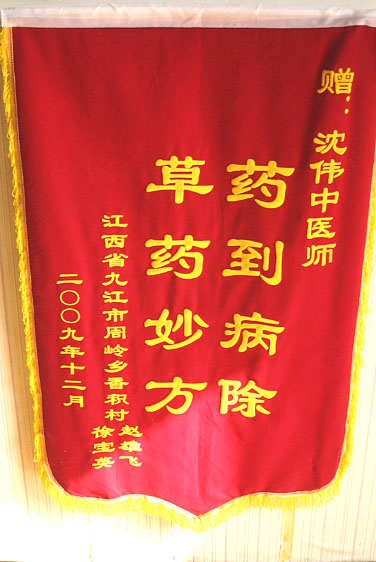 赠：沈伟中医师
药到病除
草药妙方
江西省九江市周岭乡香积村赵雄飞
徐宝英
二〇〇九年十二月